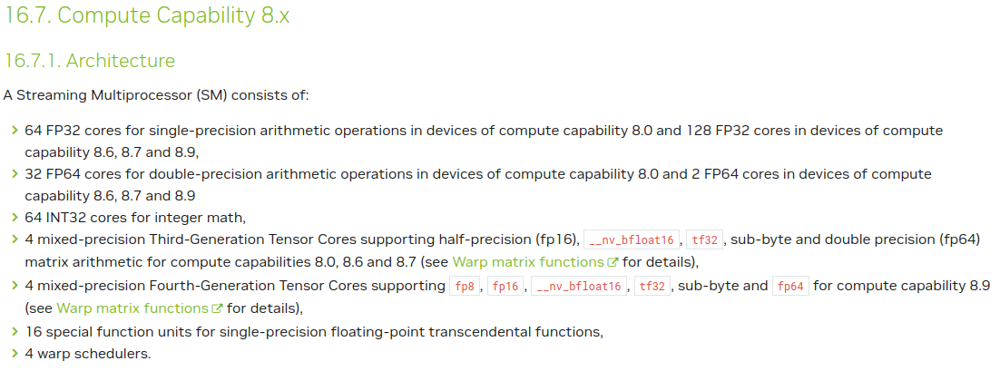 16.7. Compute Capability 8.x
16.7.1. Architecture
A Streaming Multiprocessor (SM) consists of:
64 FP32 cores for single-precision arithmetic operations in devices of compute capability 8.0 and 128 FP32 cores in devices of compute
capability 8.6, 8.7 and 8.9,
32 FP64 cores for double-precision arithmetic operations in devices of compute capability 8.0 and 2 FP64 cores in devices of compute
capability 8.6, 8.7 and 8.9
64 INT32 cores for integer math,
4 mixed-precision Third-Generation Tensor Cores supporting half-precision (fp16), __nv_bfloat16, tf32, sub-byte and double precision (fp64)
matrix arithmetic for compute capabilities 8.0, 8.6 and 8.7 (see Warp matrix functions for details),
4 mixed-precision Fourth-Generation Tensor Cores supporting fp8, fp16, __nv_bfloat16, tf32, sub-byte and fp64 for compute capability 8.9
(see Warp matrix functions for details),
16 special function units for single-precision floating-point transcendental functions,
4 warp schedulers.